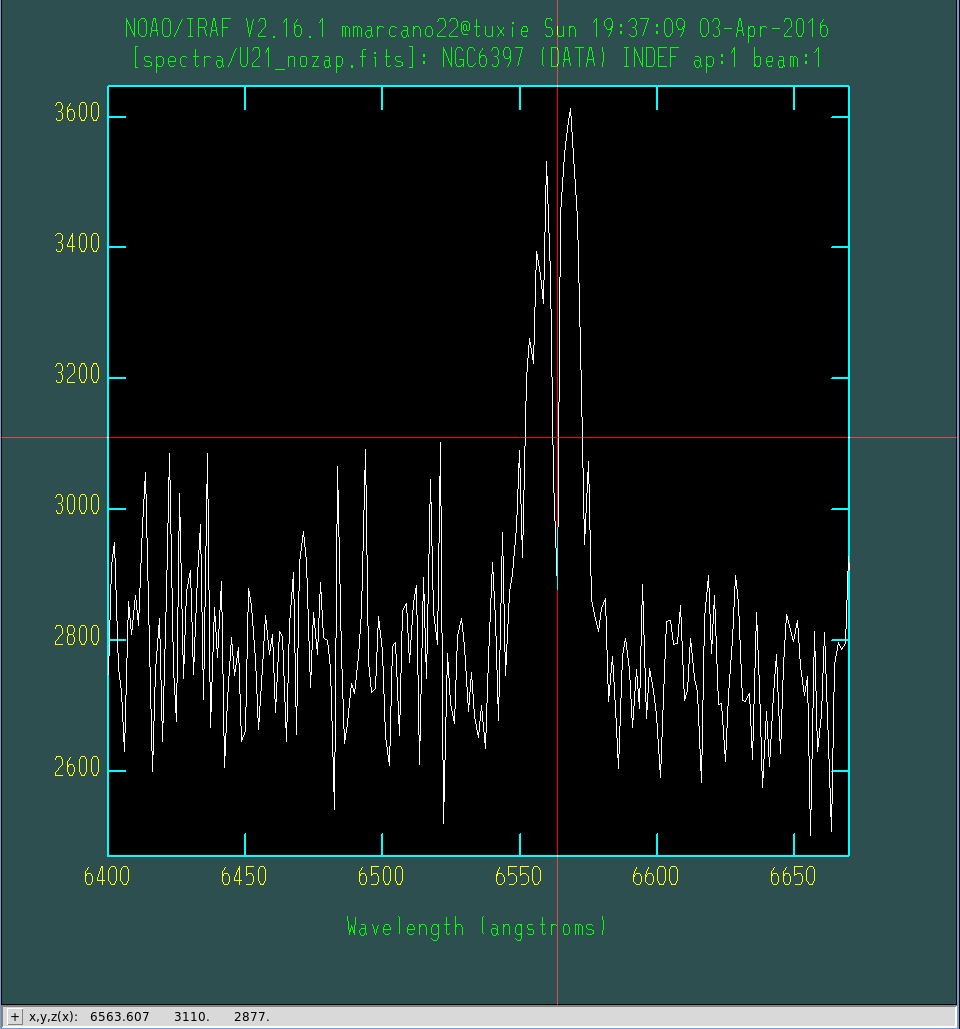 NOAO/IRAF V2.16.1 mmarcano22@tuxie Sun 19:37:09 03-Apr-2016
[spectra/U21_nozap.fits]: NGC6397 (DATA) INDEF ap:1 beam:1
3600
3400
3200
3000
2800
2600
6400 6450 6500 6550 6600 6650
Wavelength (angstroms)
+ x,y,z(x): 6563.607 3110. 2877.